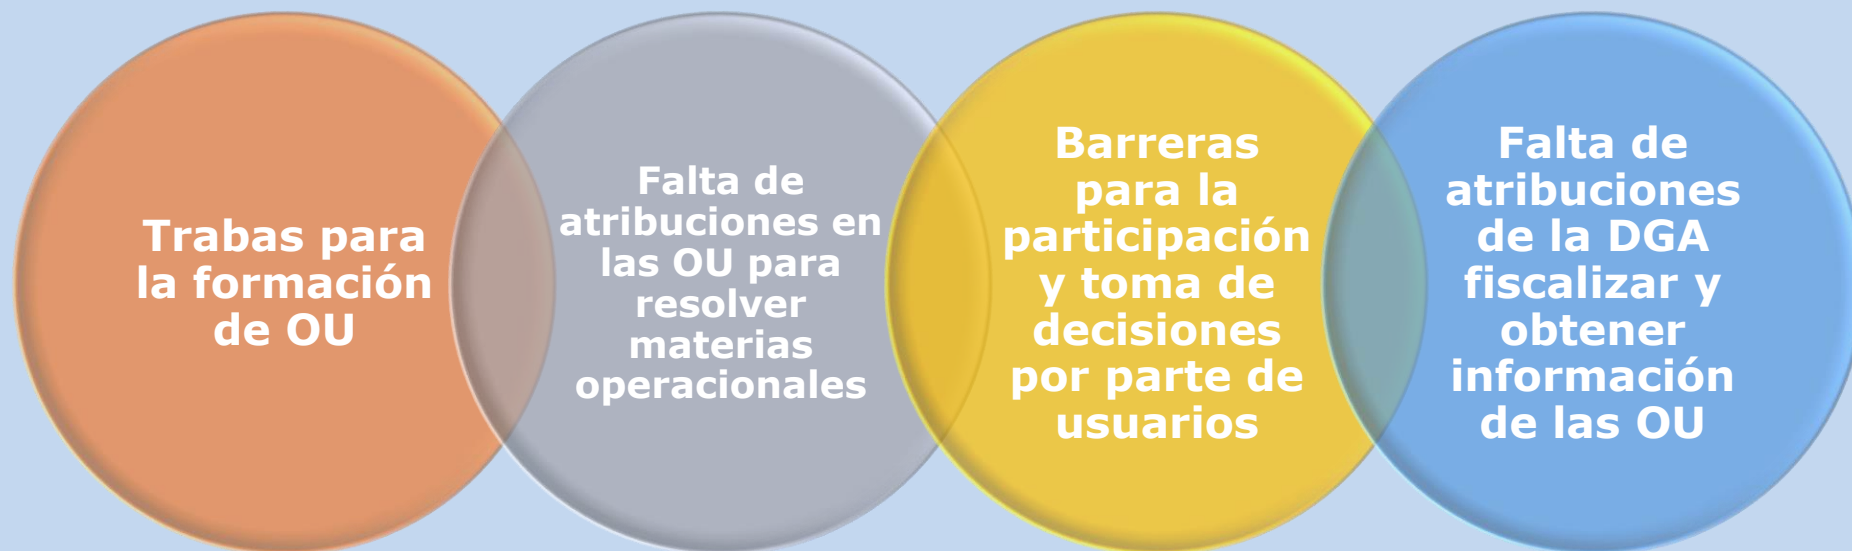 Trabas para
la formación
de OU
Falta de
atribuciones en
las OU para
resolver
materias
operacionales
Barreras
para la
participación
y toma de
decisiones
por parte de
usuarios
Falta de
atribuciones
de la DGA
fiscalizar y
obtener
información
de las OU